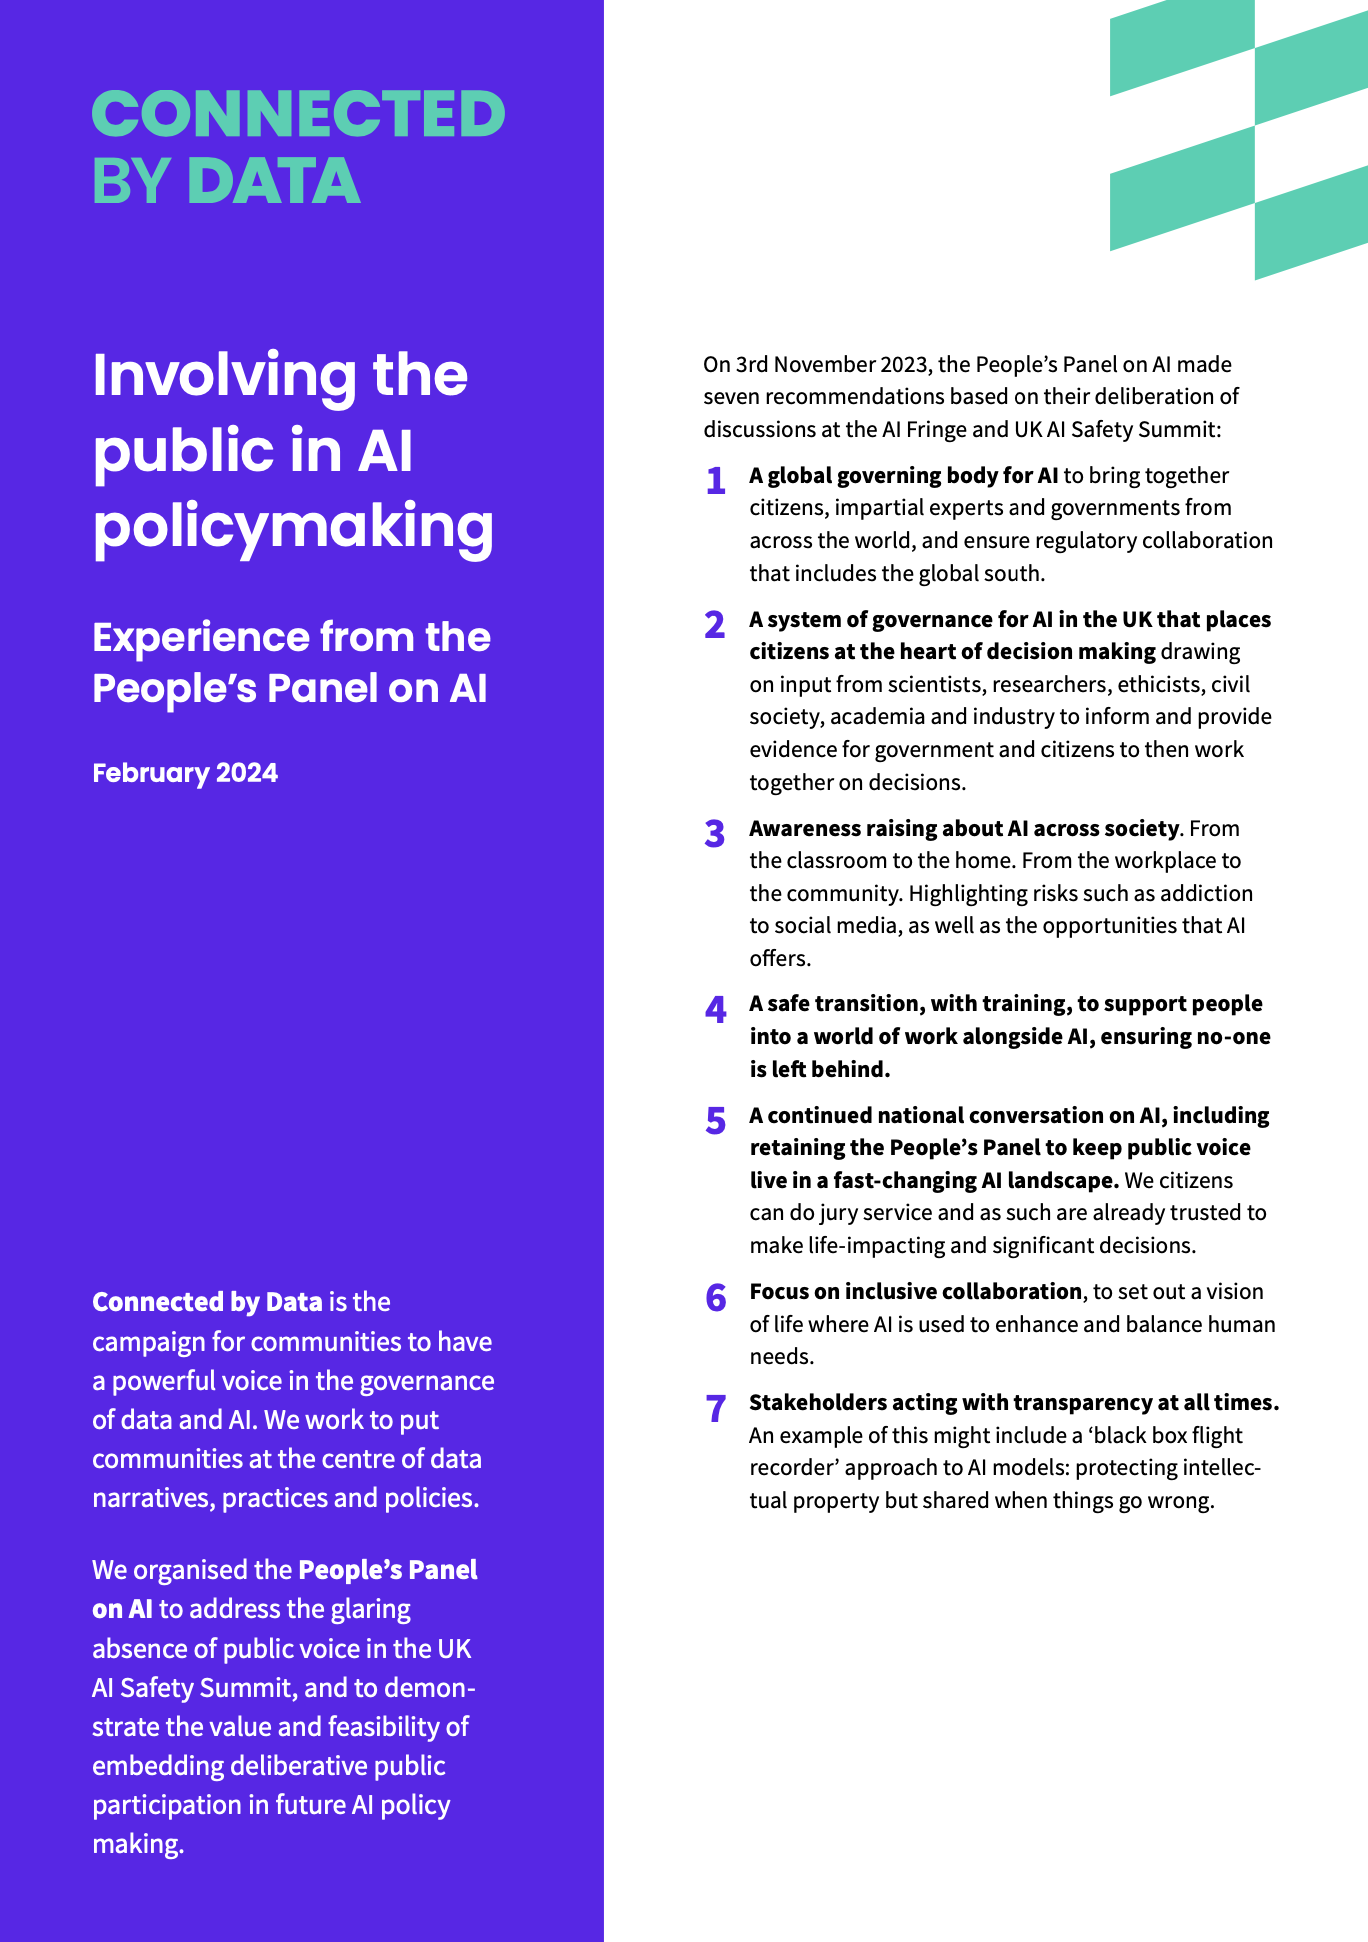 CONNECTED
BY DATA
Involving the
public in AI
policymaking
Experience from the
People’s Panel on AI
February 2024
Connected by Data is the
campaign for communities to have
a powerful voice in the governance
of data and AI. We work to put
communities at the centre of data
narratives, practices and policies.
We organised the People’s Panel
on AI to address the glaring
absence of public voice in the UK
AI Safety Summit, and to demon-
strate the value and feasibility of
embedding deliberative public
participation in future AI policy
making.
On 3rd November 2023, the People’s Panel on AI made
seven recommendations based on their deliberation of
discussions at the AI Fringe and UK AI Safety Summit:
1 A global governing body for AI to bring together
citizens, impartial experts and governments from
across the world, and ensure regulatory collaboration
that includes the global south.
2 A system of governance for AI in the UK that places
citizens at the heart of decision making drawing
on input from scientists, researchers, ethicists, civil
society, academia and industry to inform and provide
evidence for government and citizens to then work
together on decisions.
3 Awareness raising about AI across society. From
the classroom to the home. From the workplace to
the community. Highlighting risks such as addiction
to social media, as well as the opportunities that AI
offers.
4 A safe transition, with training, to support people
into a world of work alongside AI, ensuring no-one
is left behind.
5 A continued national conversation on AI, including
retaining the People’s Panel to keep public voice
live in a fast-changing AI landscape. We citizens
can do jury service and as such are already trusted to
make life-impacting and significant decisions.
6 Focus on inclusive collaboration, to set out a vision
of life where AI is used to enhance and balance human
needs.
7 Stakeholders acting with transparency at all times.
An example of this might include a ‘black box flight
recorder’ approach to AI models: protecting intellec-
tual property but shared when things go wrong.